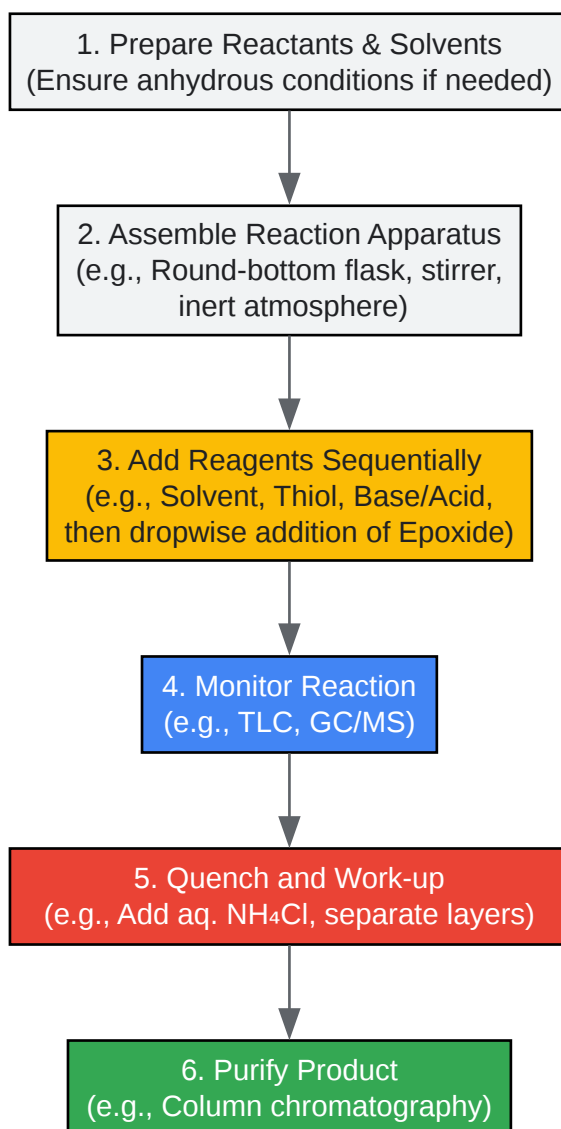 1. Prepare Reactants & Solvents
(Ensure anhydrous conditions if needed)
2. Assemble Reaction Apparatus
(e.g., Round-bottom flask, stirrer,
inert atmosphere)
3. Add Reagents Sequentially
(e.g., Solvent, Thiol, Base/Acid,
then dropwise addition of Epoxide)
4. Monitor Reaction
(e.g., TLC, GC/MS)
5. Quench and Work-up
(e.g., Add aq. NH₄Cl, separate layers)
6. Purify Product
(e.g., Column chromatography)